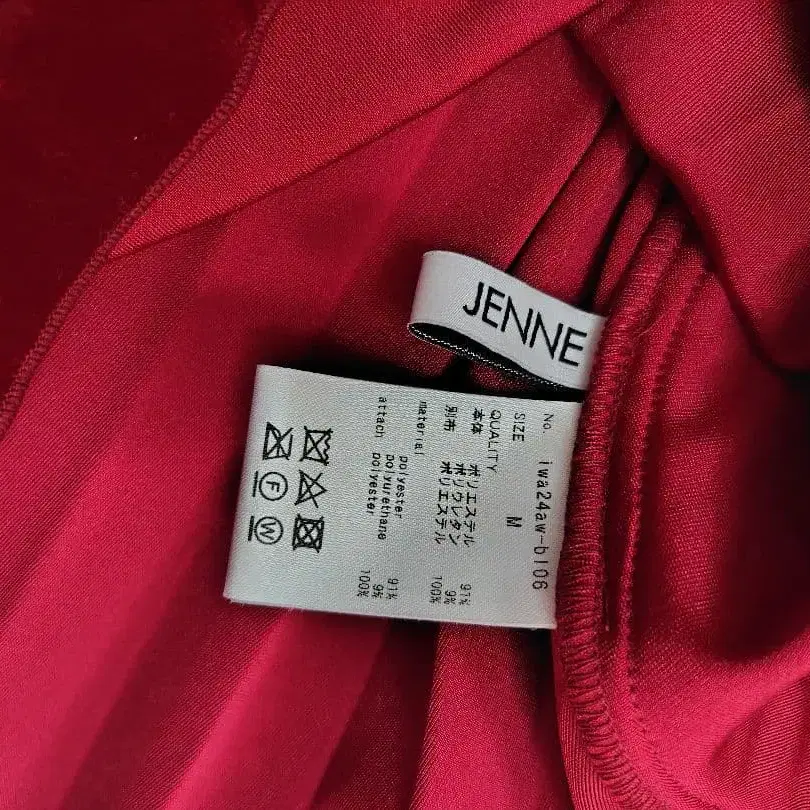 JENNE
No. iwa24aw-bl06
SIZE M
QUALITY
本体 ポリエステル 91%
ポリウレタン 9%
別布 ポリエステル 100%
material
polyester 91%
polyurethane 9%
attach polyester 100%
F
W